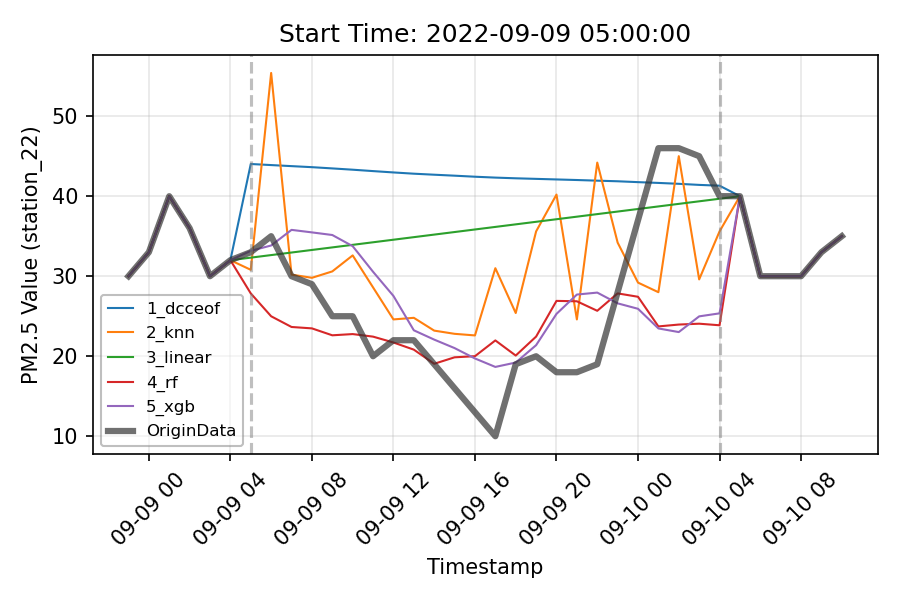 Start Time: 2022-09-09 05:00:00
PM2.5 Value (station_22)
50
40
30
20
10
1_dcceof
2_knn
3_linear
4_rf
5_xgb
OriginData
09-09 00
09-09 04
09-09 08
09-09 12
09-09 16
09-09 20
09-10 00
09-10 04
09-10 08
Timestamp